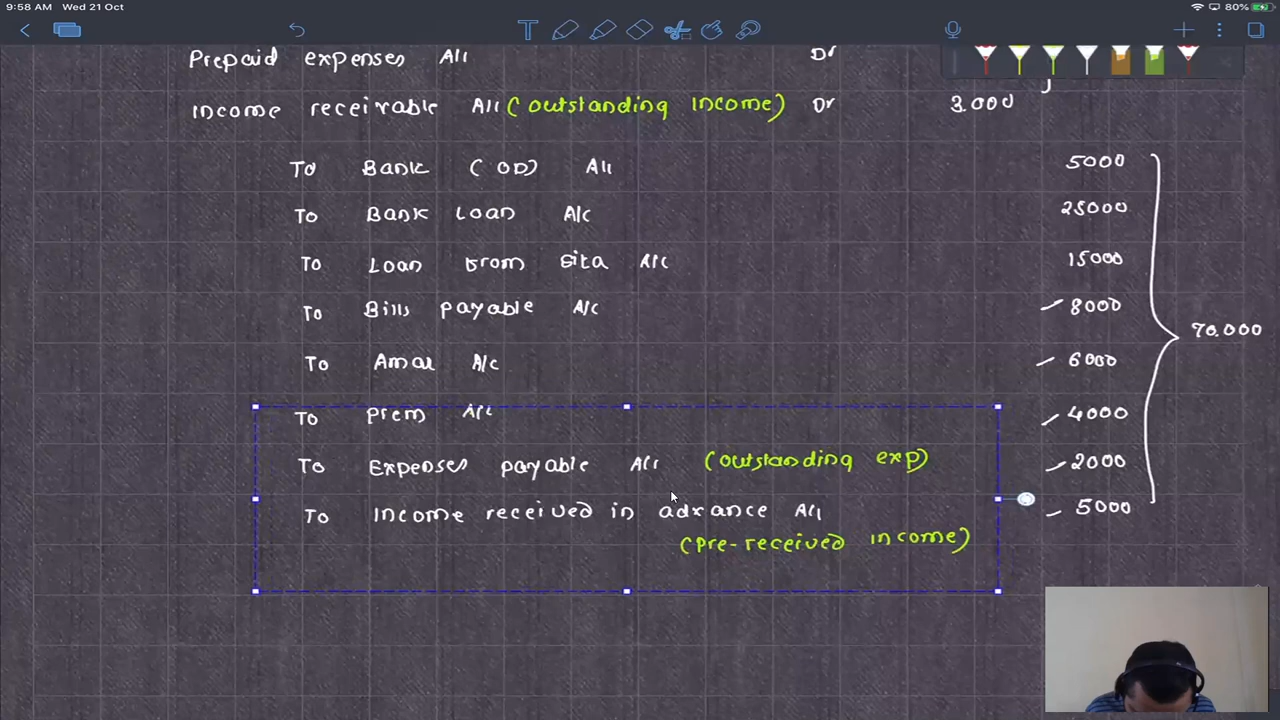 9:58 AM Wed 21 Oct
80%
Prepaid expenses A/c Dr
Income receivable A/c (outstanding income) Dr 3.000
To Bank (OD) A/c 5000
To Bank Loan A/c 25000
To Loan from sita A/c 15000
To Bills payable A/c 8000
To Amar A/c 6000
70.000
To Prem A/c 4000
To Expenses payable A/c (outstanding exp) 2000
To Income received in advance A/c 5000
(Pre-received income)